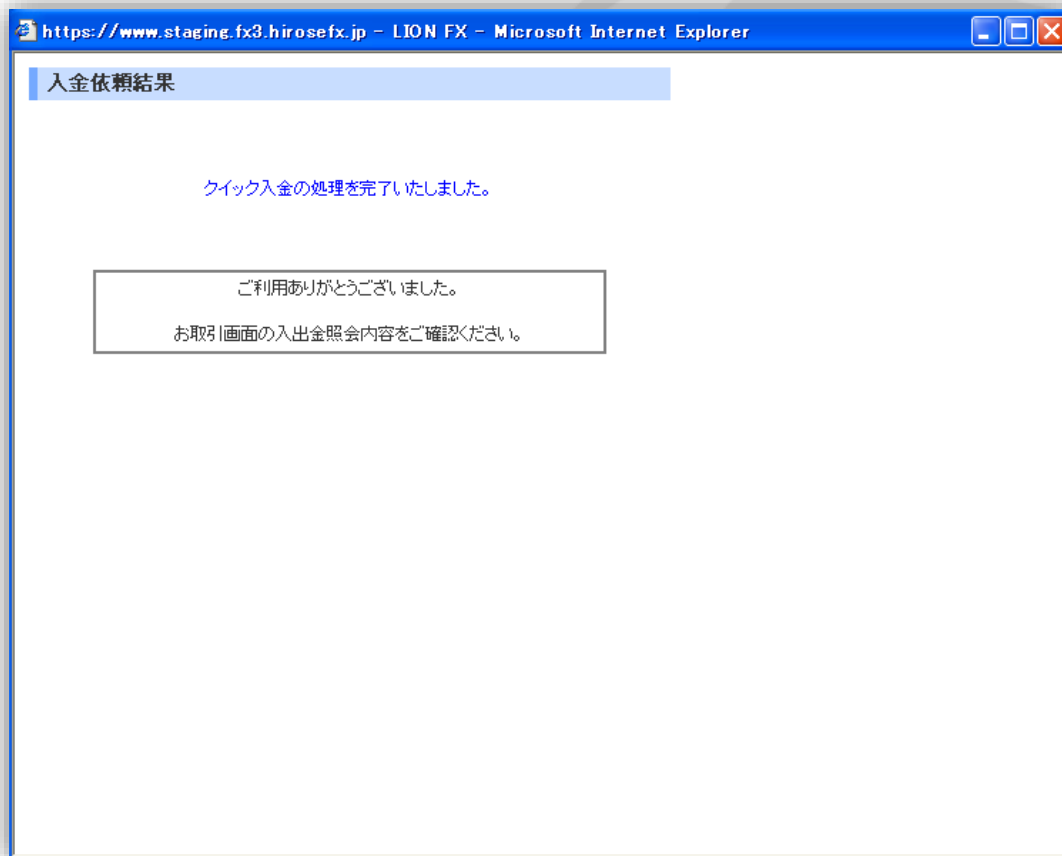 https://www.staging.fx3.hirosefx.jp - LION FX - Microsoft Internet Explorer
入金依頼結果
クイック入金の処理を完了いたしました。
ご利用ありがとうございました。
お取引画面の入出金照会内容をご確認ください。